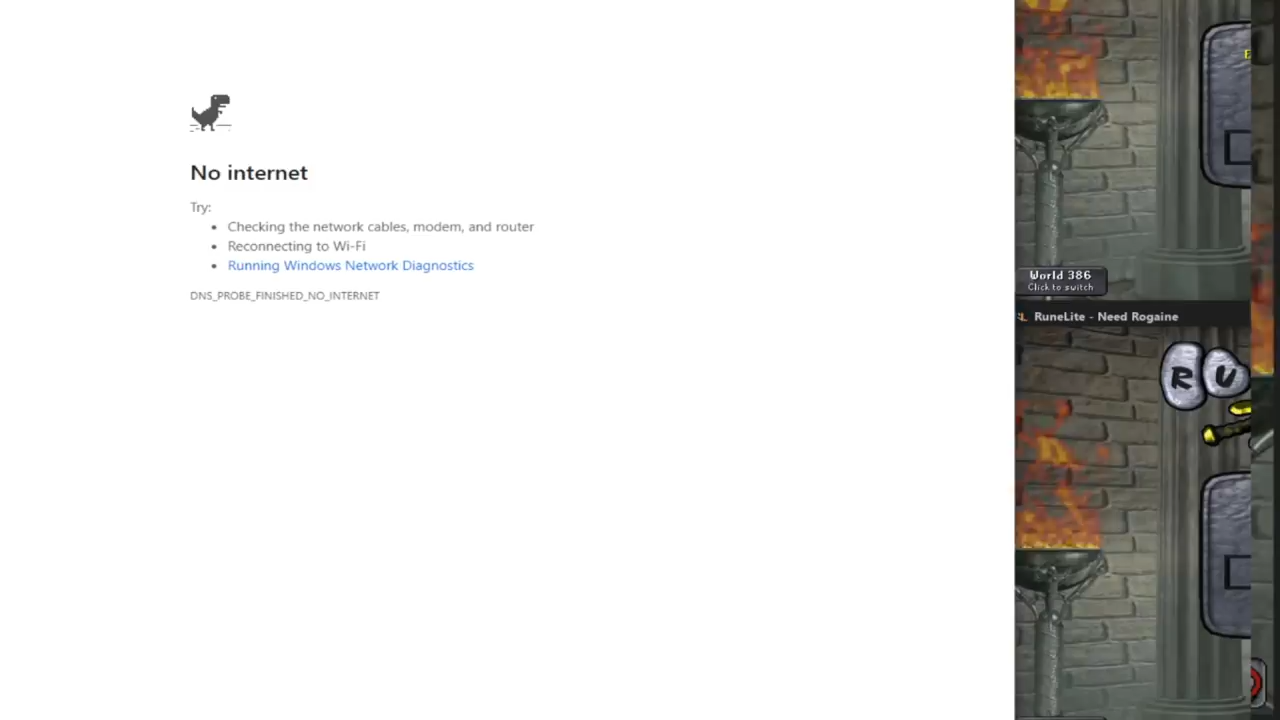 No internet
Try:
Checking the network cables, modem, and router
Reconnecting to Wi-Fi
Running Windows Network Diagnostics
DNS_PROBE_FINISHED_NO_INTERNET
World 386
Click to switch
RuneLite - Need Rogaine
R U